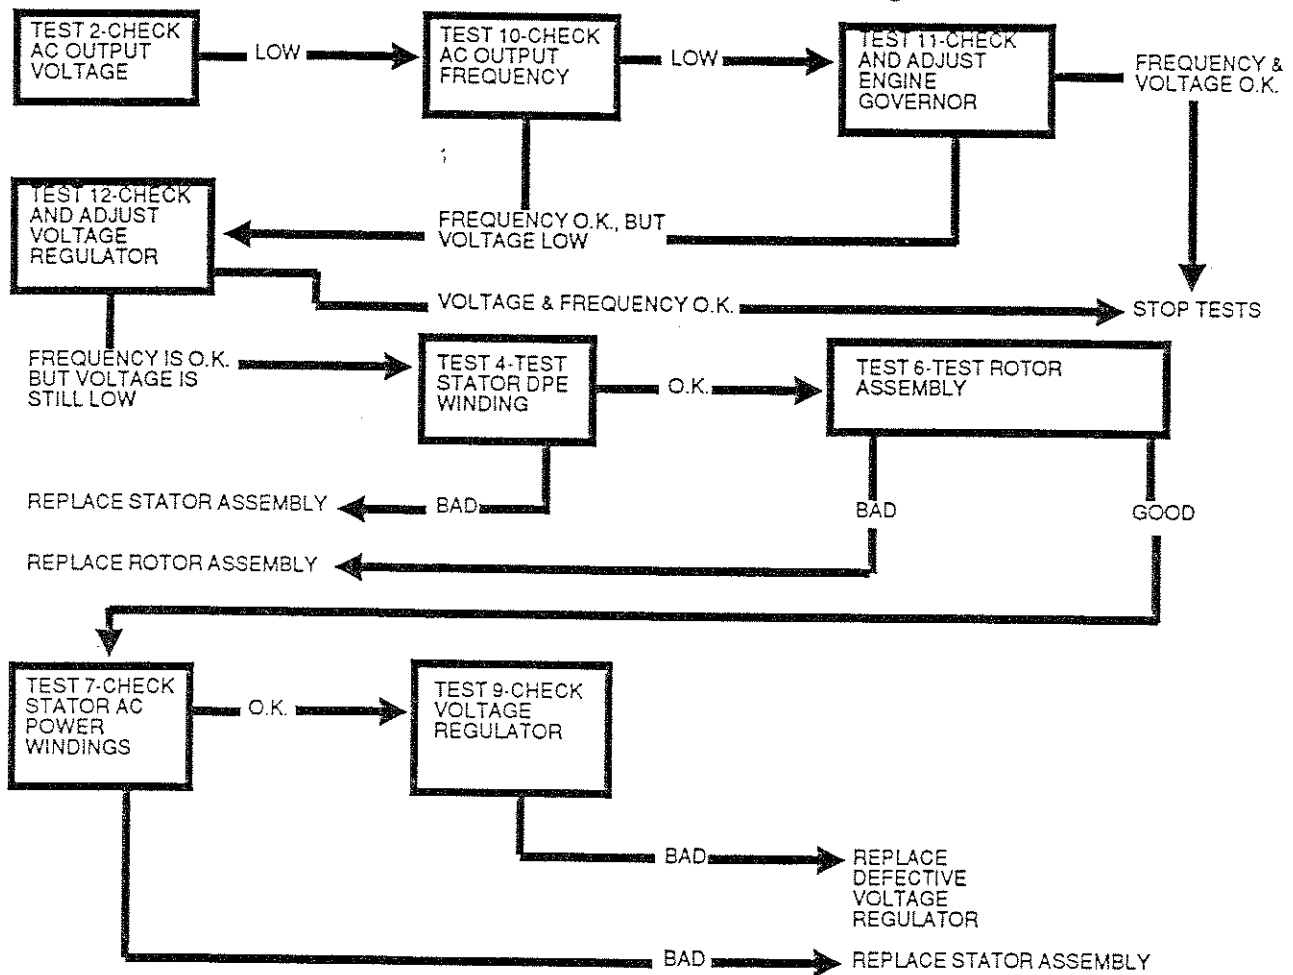 TEST 2-CHECK
AC OUTPUT
VOLTAGE
LOW
TEST 10-CHECK
AC OUTPUT
FREQUENCY
LOW
TEST 11-CHECK
AND ADJUST
ENGINE
GOVERNOR
FREQUENCY &
VOLTAGE O.K.
TEST 12-CHECK
AND ADJUST
VOLTAGE
REGULATOR
FREQUENCY O.K., BUT
VOLTAGE LOW
VOLTAGE & FREQUENCY O.K.
STOP TESTS
FREQUENCY IS O.K.
BUT VOLTAGE IS
STILL LOW
TEST 4-TEST
STATOR DPE
WINDING
O.K.
TEST 6-TEST ROTOR
ASSEMBLY
REPLACE STATOR ASSEMBLY
BAD
BAD
GOOD
REPLACE ROTOR ASSEMBLY
TEST 7-CHECK
STATOR AC
POWER
WINDINGS
O.K.
TEST 9-CHECK
VOLTAGE
REGULATOR
BAD
REPLACE
DEFECTIVE
VOLTAGE
REGULATOR
BAD
REPLACE STATOR ASSEMBLY